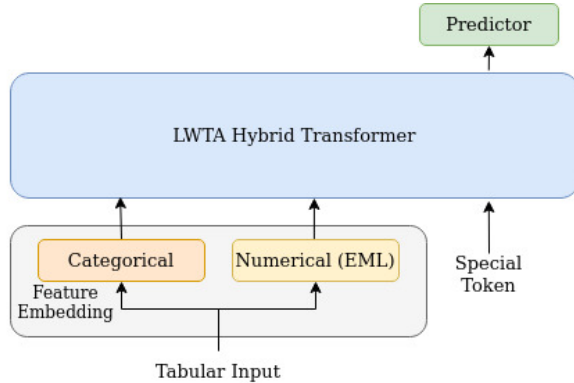 Predictor
LWTA Hybrid Transformer
Categorical
Numerical (EML)
Feature
Embedding
Special
Token
Tabular Input